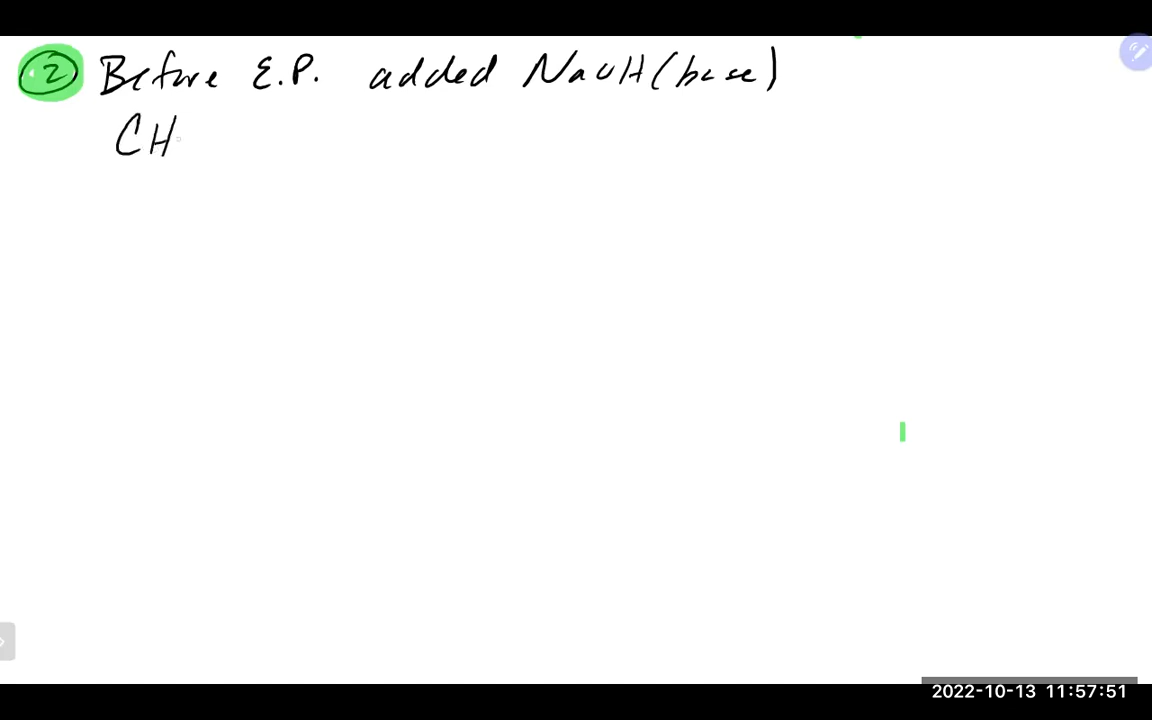 ② Before E.P. added NaOH (base)
CH
2022-10-13 11:57:51